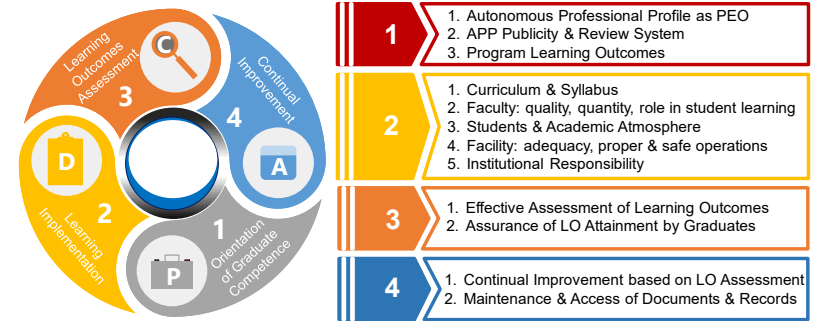 Learning
Outcomes
Assessment
3
C
Continual
Improvement
4
A
D
2
Learning
Implementation
1
Orientation
of Graduate
Competence
P
1
1. Autonomous Professional Profile as PEO
2. APP Publicity & Review System
3. Program Learning Outcomes
2
1. Curriculum & Syllabus
2. Faculty: quality, quantity, role in student learning
3. Students & Academic Atmosphere
4. Facility: adequacy, proper & safe operations
5. Institutional Responsibility
3
1. Effective Assessment of Learning Outcomes
2. Assurance of LO Attainment by Graduates
4
1. Continual Improvement based on LO Assessment
2. Maintenance & Access of Documents & Records